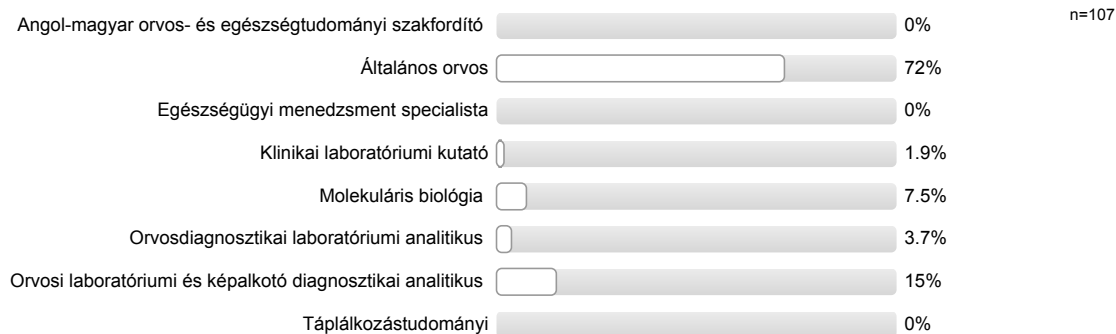 n=107
Angol-magyar orvos- és egészségtudományi szakfordító 0%
Általános orvos 72%
Egészségügyi menedzsment specialista 0%
Klinikai laboratóriumi kutató 1.9%
Molekuláris biológia 7.5%
Orvosdiagnosztikai laboratóriumi analitikus 3.7%
Orvosi laboratóriumi és képalkotó diagnosztikai analitikus 15%
Táplálkozástudományi 0%